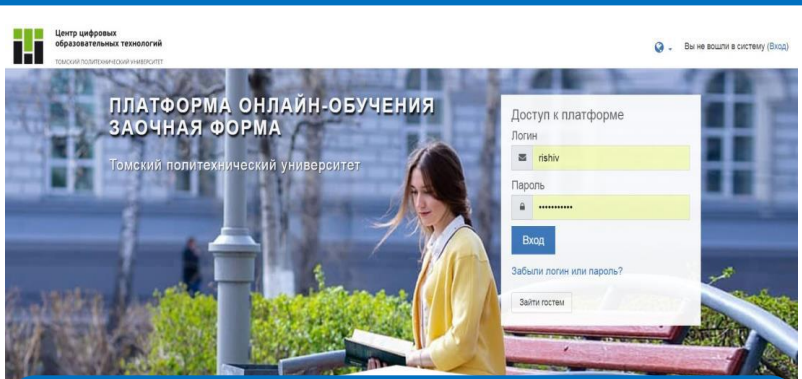 Центр цифровых
образовательных технологий
ТОМСКИЙ ПОЛИТЕХНИЧЕСКИЙ УНИВЕРСИТЕТ
Вы не вошли в систему (Вход)
ПЛАТФОРМА ОНЛАЙН-ОБУЧЕНИЯ
ЗАОЧНАЯ ФОРМА
Томский политехнический университет
Доступ к платформе
Логин
rishiv
Пароль
•••••••••••
Вход
Забыли логин или пароль?
Зайти гостем